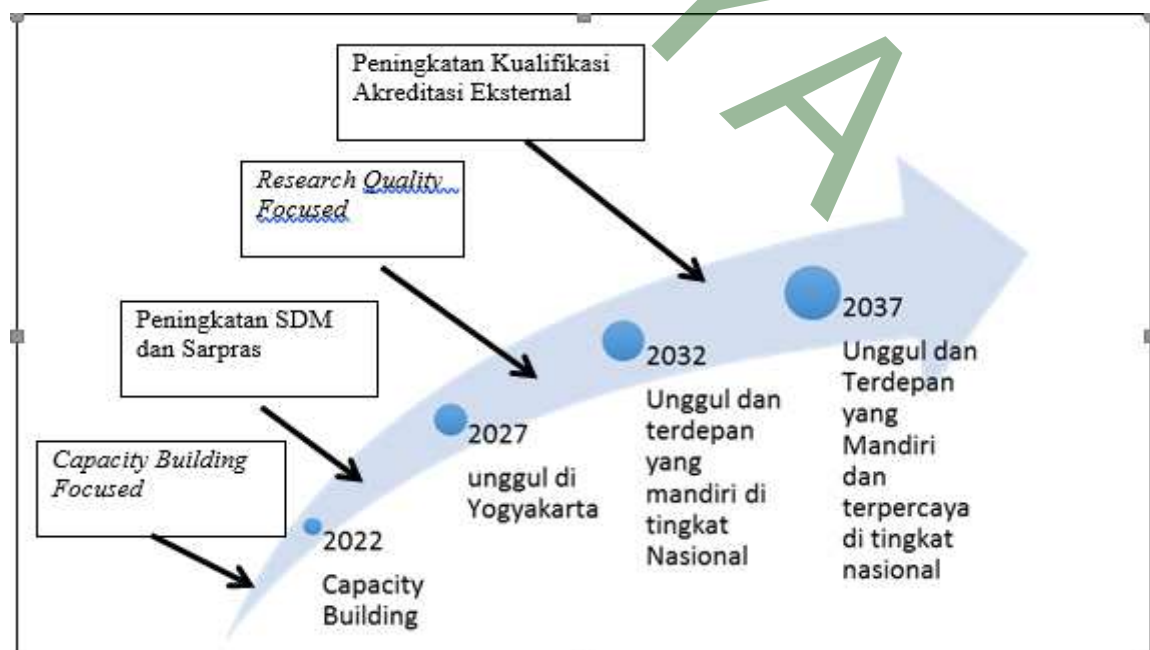 Peningkatan Kualifikasi
Akreditasi Eksternal
Research Quality
Focused
Peningkatan SDM
dan Sarpras
Capacity Building
Focused
2022
Capacity
Building
2027
unggul di
Yogyakarta
2032
Unggul dan
terdepan
yang
mandiri di
tingkat
Nasional
2037
Unggul dan
Terdepan
yang
Mandiri
dan
terpercaya
di tingkat
nasional
YA